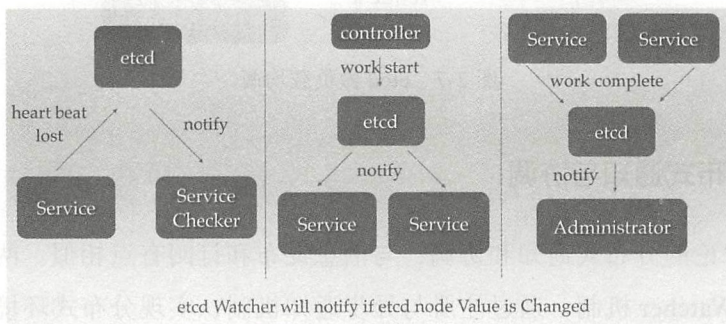 etcd
heart beat
lost
notify
Service
Service
Checker
controller
work start
etcd
notify
Service
Service
Service
Service
work complete
etcd
notify
Administrator
etcd Watcher will notify if etcd node Value is Changed